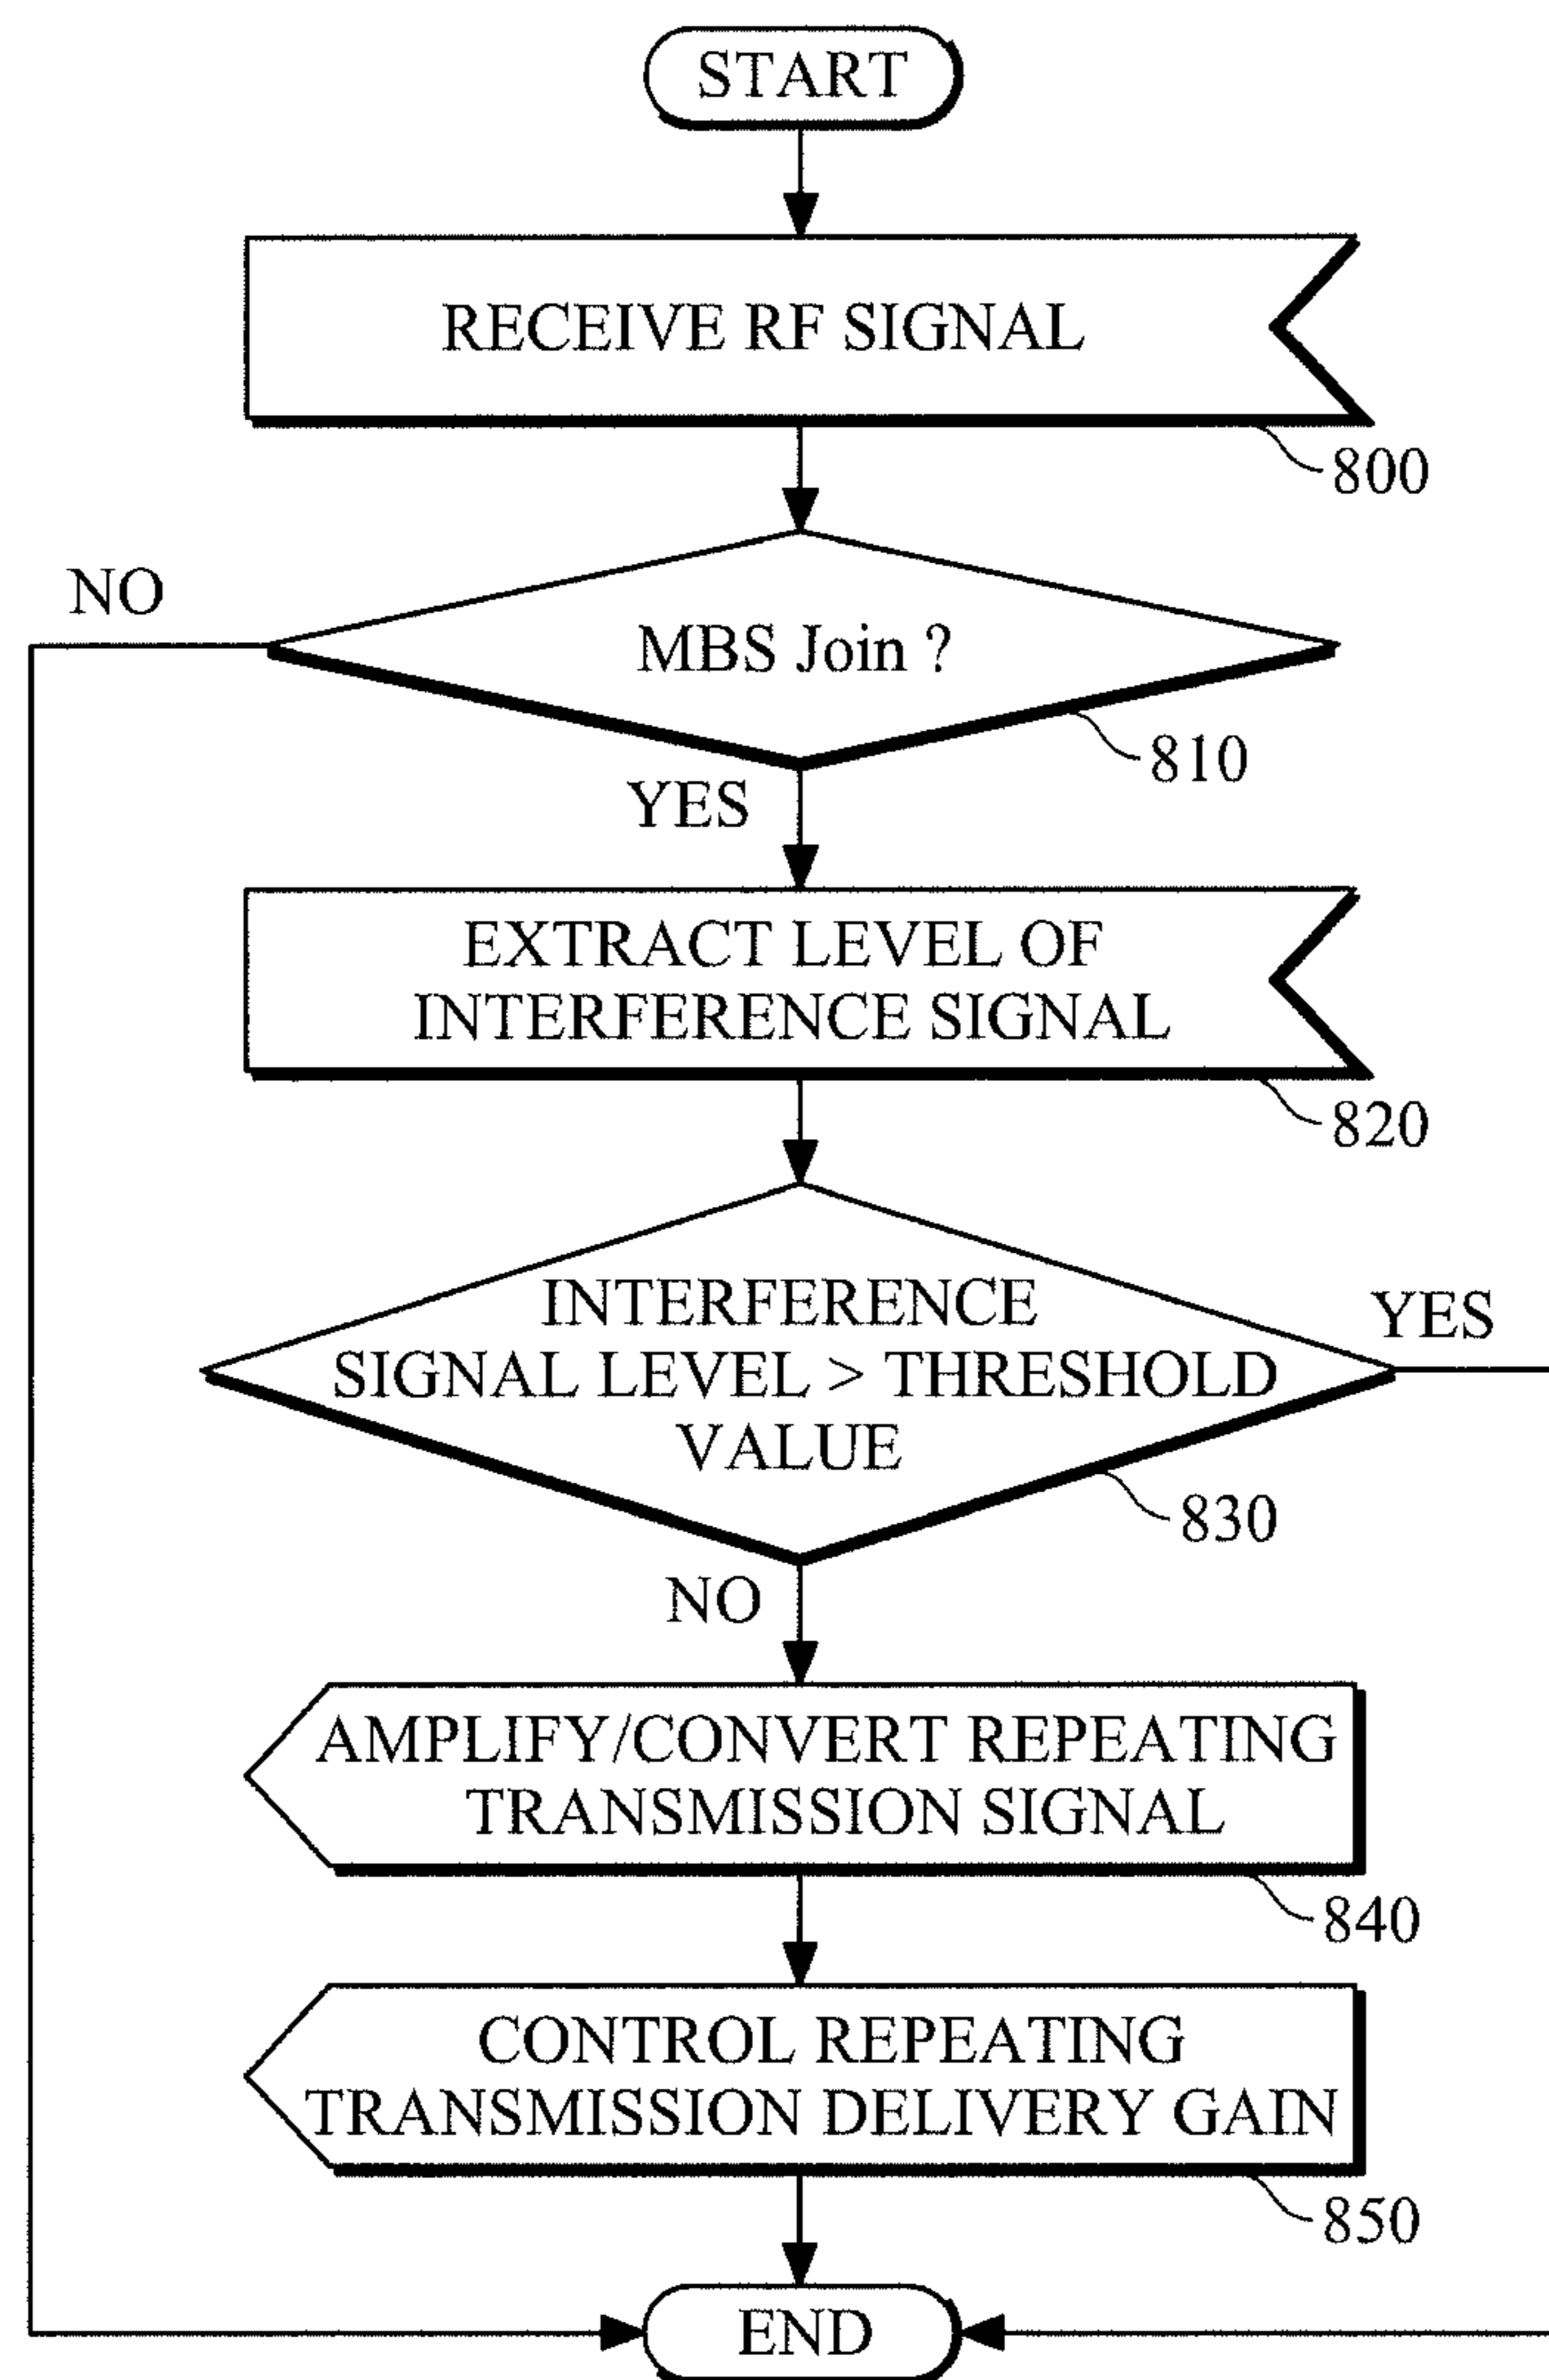 START
RECEIVE RF SIGNAL
800
NO
MBS Join ?
810
YES
EXTRACT LEVEL OF
INTERFERENCE SIGNAL
820
INTERFERENCE
SIGNAL LEVEL > THRESHOLD
VALUE
YES
830
NO
AMPLIFY/CONVERT REPEATING
TRANSMISSION SIGNAL
840
CONTROL REPEATING
TRANSMISSION DELIVERY GAIN
850
END